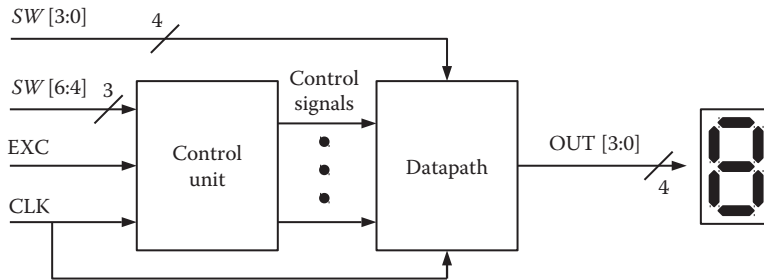 SW [3:0]
4
SW [6:4]
3
EXC
CLK
Control
unit
Control
signals
Datapath
OUT [3:0]
4